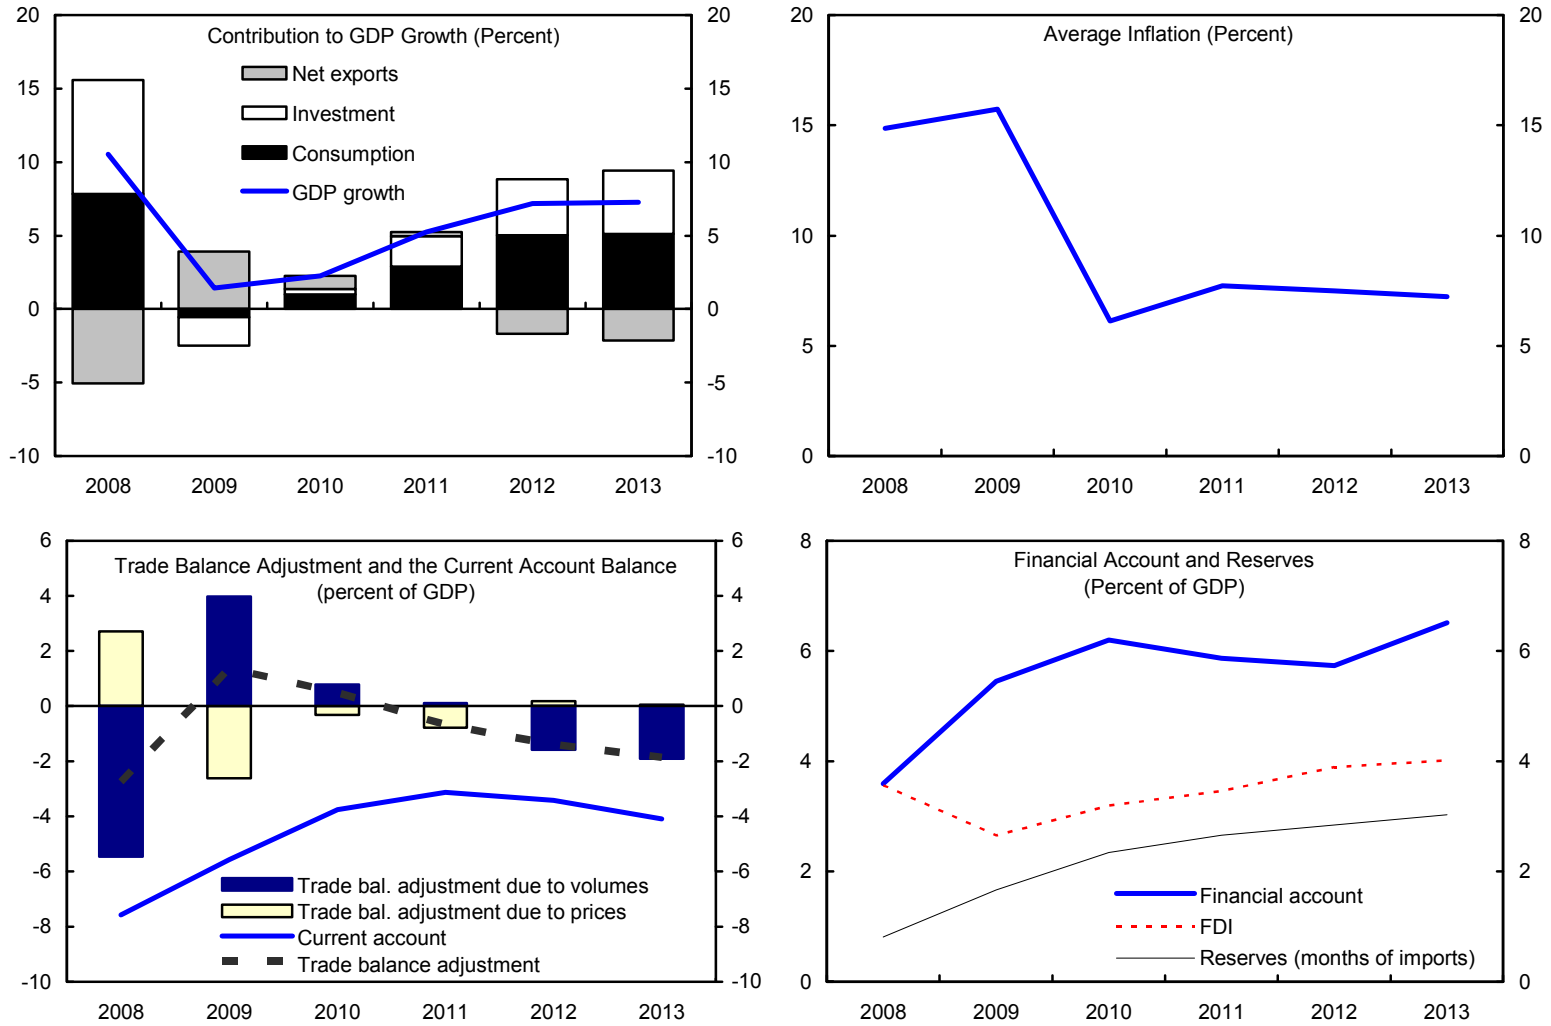 Contribution to GDP Growth (Percent)
Net exports
Investment
Consumption
GDP growth
20
15
10
5
0
-5
-10
20
15
10
5
0
-5
-10
2008 2009 2010 2011 2012 2013
Average Inflation (Percent)
20
15
10
5
0
20
15
10
5
0
2008 2009 2010 2011 2012 2013
Trade Balance Adjustment and the Current Account Balance
(percent of GDP)
6
4
2
0
-2
-4
-6
-8
-10
6
4
2
0
-2
-4
-6
-8
-10
Trade bal. adjustment due to volumes
Trade bal. adjustment due to prices
Current account
Trade balance adjustment
2008 2009 2010 2011 2012 2013
Financial Account and Reserves
(Percent of GDP)
8
6
4
2
0
8
6
4
2
0
Financial account
FDI
Reserves (months of imports)
2008 2009 2010 2011 2012 2013